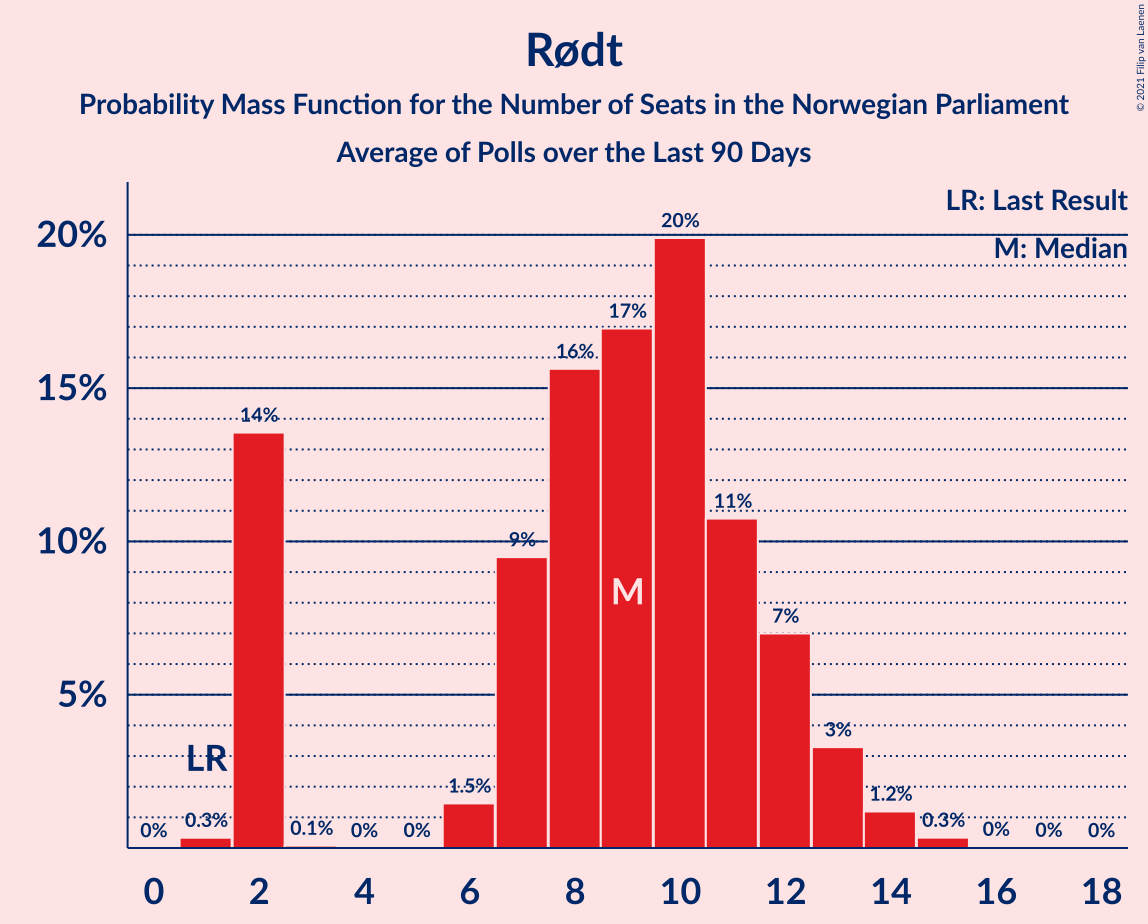 Rødt
Probability Mass Function for the Number of Seats in the Norwegian Parliament
Average of Polls over the Last 90 Days
© 2021 Filip van Laenen
LR: Last Result
M: Median
20%
15%
10%
5%
0%
0.3%
14%
0.1%
0%
0%
1.5%
9%
16%
17%
20%
11%
7%
3%
1.2%
0.3%
0%
0%
0%
LR
M
0 2 4 6 8 10 12 14 16 18